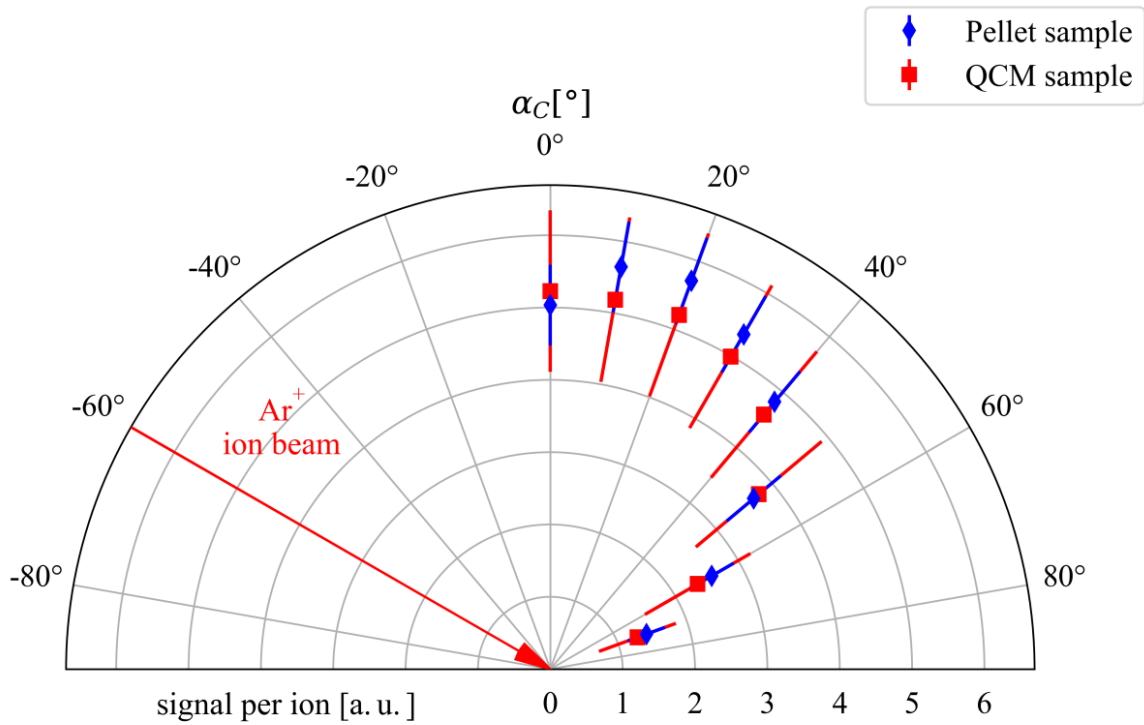 Pellet sample
QCM sample
α_C[°]
0°
-20°
20°
-40°
40°
Ar⁺
ion beam
-60°
60°
-80°
80°
signal per ion [a. u.]
0 1 2 3 4 5 6